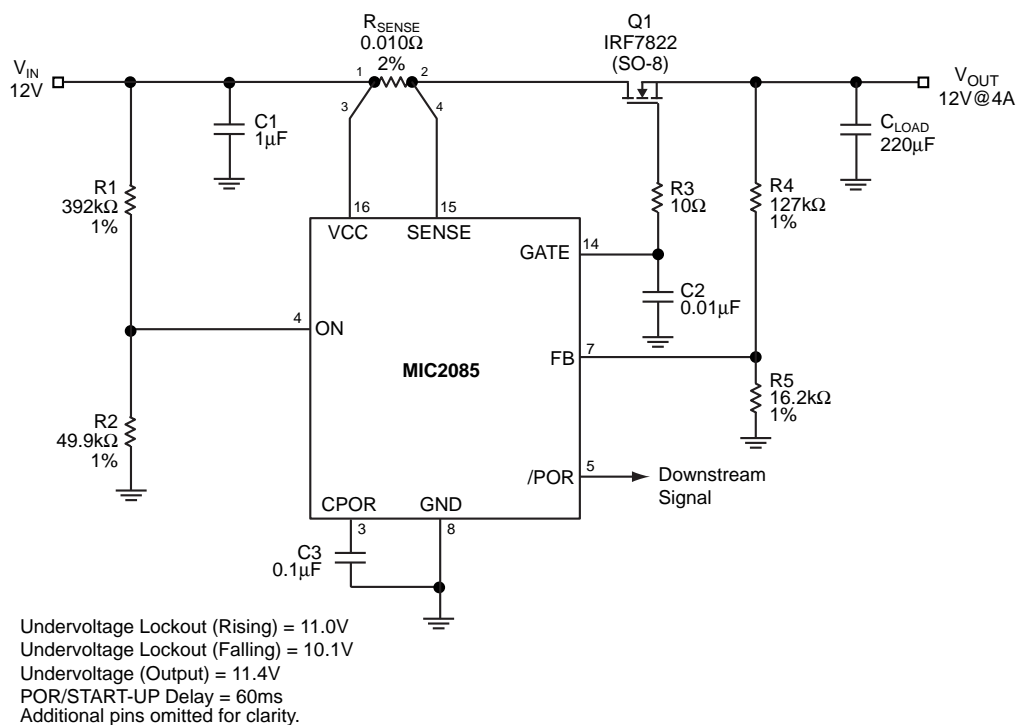 RSENSE
0.010Ω
2%
Q1
IRF7822
(SO-8)
VIN
12V
1
2
3
4
VOUT
12V@4A
C1
1µF
CLOAD
220µF
R1
392kΩ
1%
R3
10Ω
R4
127kΩ
1%
16
15
VCC
SENSE
GATE
14
C2
0.01µF
4
ON
MIC2085
FB
7
R2
49.9kΩ
1%
R5
16.2kΩ
1%
/POR
5
Downstream
Signal
CPOR
GND
3
8
C3
0.1µF
Undervoltage Lockout (Rising) = 11.0V
Undervoltage Lockout (Falling) = 10.1V
Undervoltage (Output) = 11.4V
POR/START-UP Delay = 60ms
Additional pins omitted for clarity.